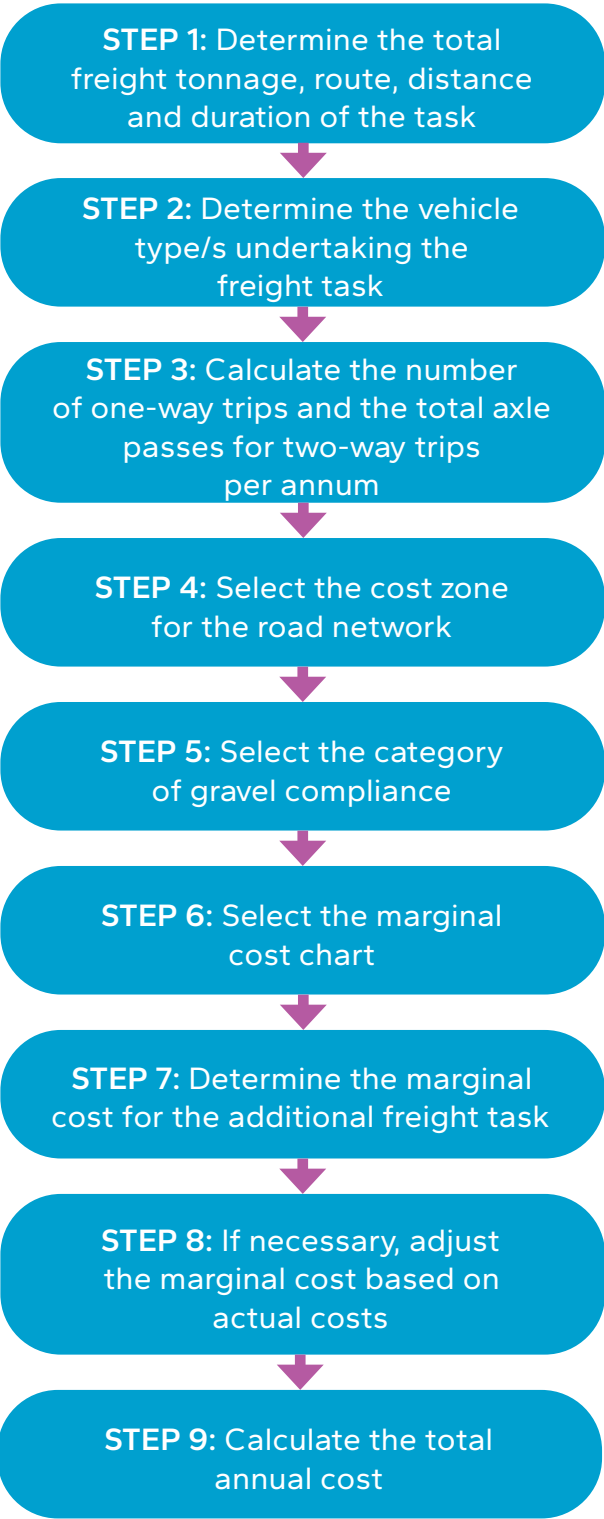 STEP 1: Determine the total
freight tonnage, route, distance
and duration of the task
STEP 2: Determine the vehicle
type/s undertaking the
freight task
STEP 3: Calculate the number
of one-way trips and the total axle
passes for two-way trips
per annum
STEP 4: Select the cost zone
for the road network
STEP 5: Select the category
of gravel compliance
STEP 6: Select the marginal
cost chart
STEP 7: Determine the marginal
cost for the additional freight task
STEP 8: If necessary, adjust
the marginal cost based on
actual costs
STEP 9: Calculate the total
annual cost